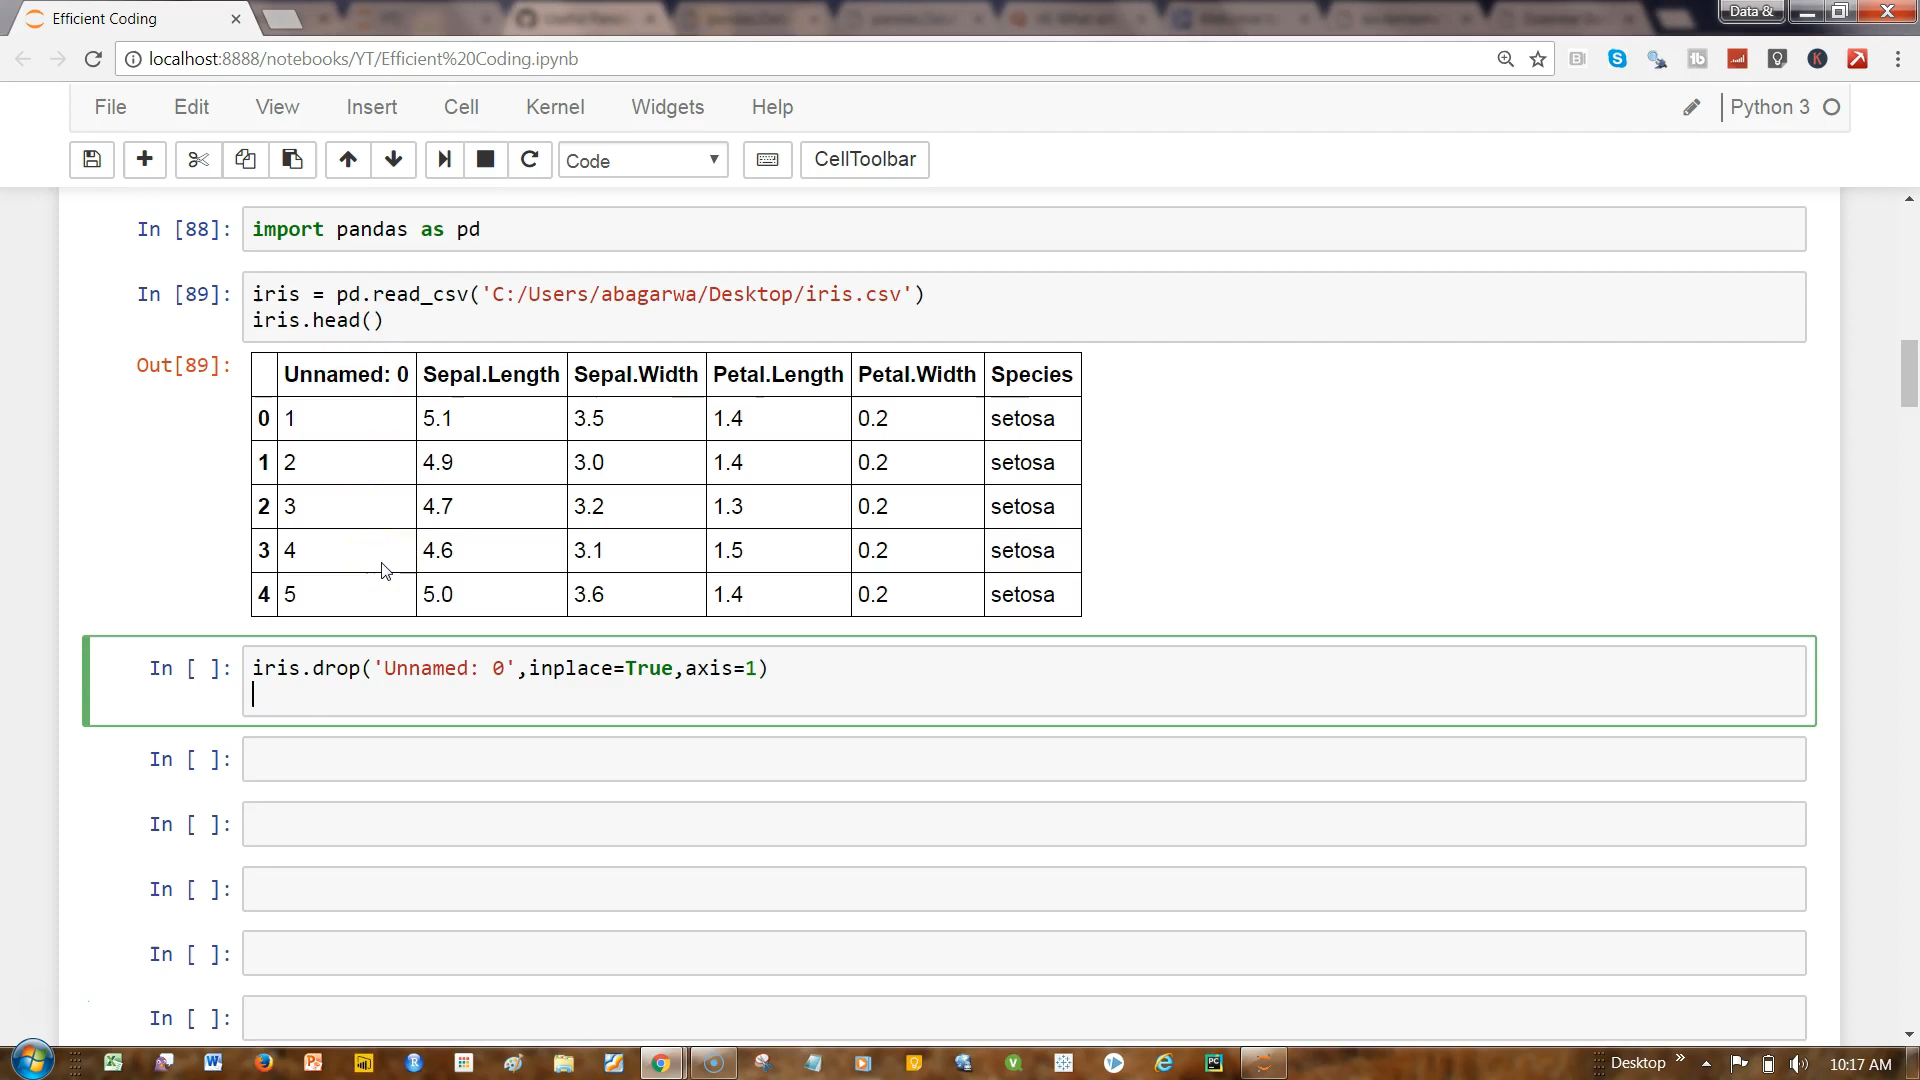 Efficient Coding
Data &
localhost:8888/notebooks/YT/Efficient%20Coding.ipynb
File Edit View Insert Cell Kernel Widgets Help Python 3
Code CellToolbar
In [88]: import pandas as pd
In [89]: iris = pd.read_csv('C:/Users/abagarwa/Desktop/iris.csv')
iris.head()
Out[89]:
Unnamed: 0 Sepal.Length Sepal.Width Petal.Length Petal.Width Species
0 1 5.1 3.5 1.4 0.2 setosa
1 2 4.9 3.0 1.4 0.2 setosa
2 3 4.7 3.2 1.3 0.2 setosa
3 4 4.6 3.1 1.5 0.2 setosa
4 5 5.0 3.6 1.4 0.2 setosa
In [ ]: iris.drop('Unnamed: 0',inplace=True,axis=1)
In [ ]:
In [ ]:
In [ ]:
In [ ]:
In [ ]:
Desktop » 10:17 AM